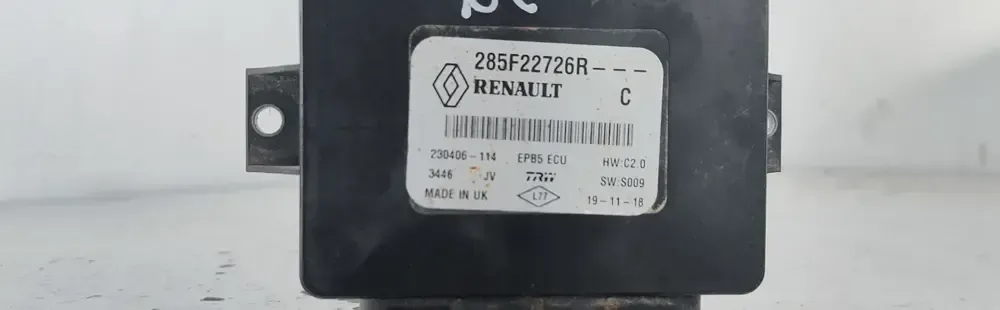 285F22726R---
RENAULT C
230406-114 EPB5 ECU HW:C2.0
3446 JV TRW SW:S009
MADE IN UK L77 19-11-18